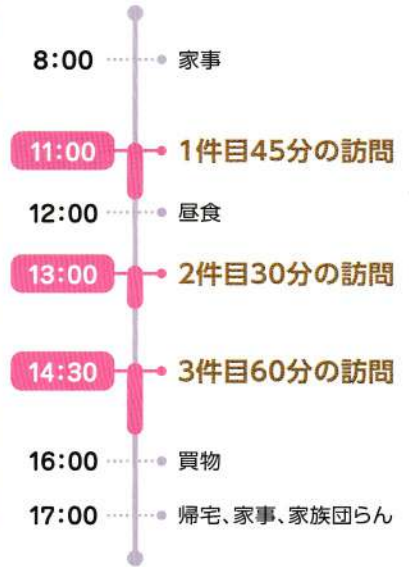 8:00 家事
11:00 1件目45分の訪問
12:00 昼食
13:00 2件目30分の訪問
14:30 3件目60分の訪問
16:00 買物
17:00 帰宅、家事、家族団らん